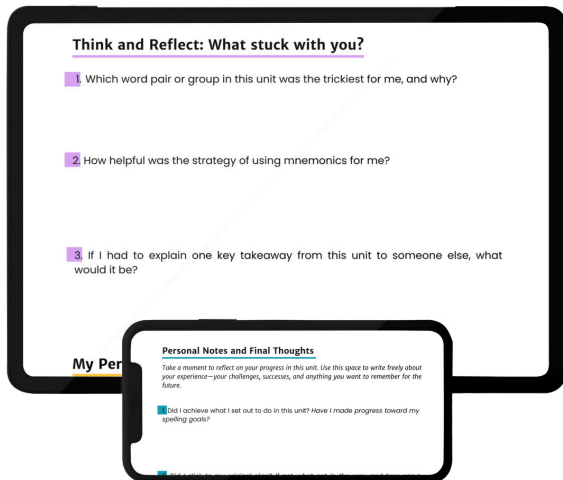 Think and Reflect: What stuck with you?
1. Which word pair or group in this unit was the trickiest for me, and why?
2. How helpful was the strategy of using mnemonics for me?
3. If I had to explain one key takeaway from this unit to someone else, what
would it be?
My Per
Personal Notes and Final Thoughts
Take a moment to reflect on your progress in this unit. Use this space to write freely about
your experience—your challenges, successes, and anything you want to remember for the
future.
1. Did I achieve what I set out to do in this unit? Have I made progress toward my
spelling goals?